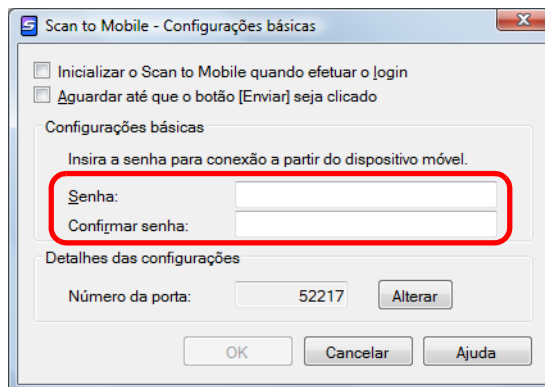 Scan to Mobile - Configurações básicas
Inicializar o Scan to Mobile quando efetuar o login
Aguardar até que o botão [Enviar] seja clicado
Configurações básicas
Insira a senha para conexão a partir do dispositivo móvel.
Senha:
Confirmar senha:
Detalhes das configurações
Número da porta: 52217 Alterar
OK Cancelar Ajuda